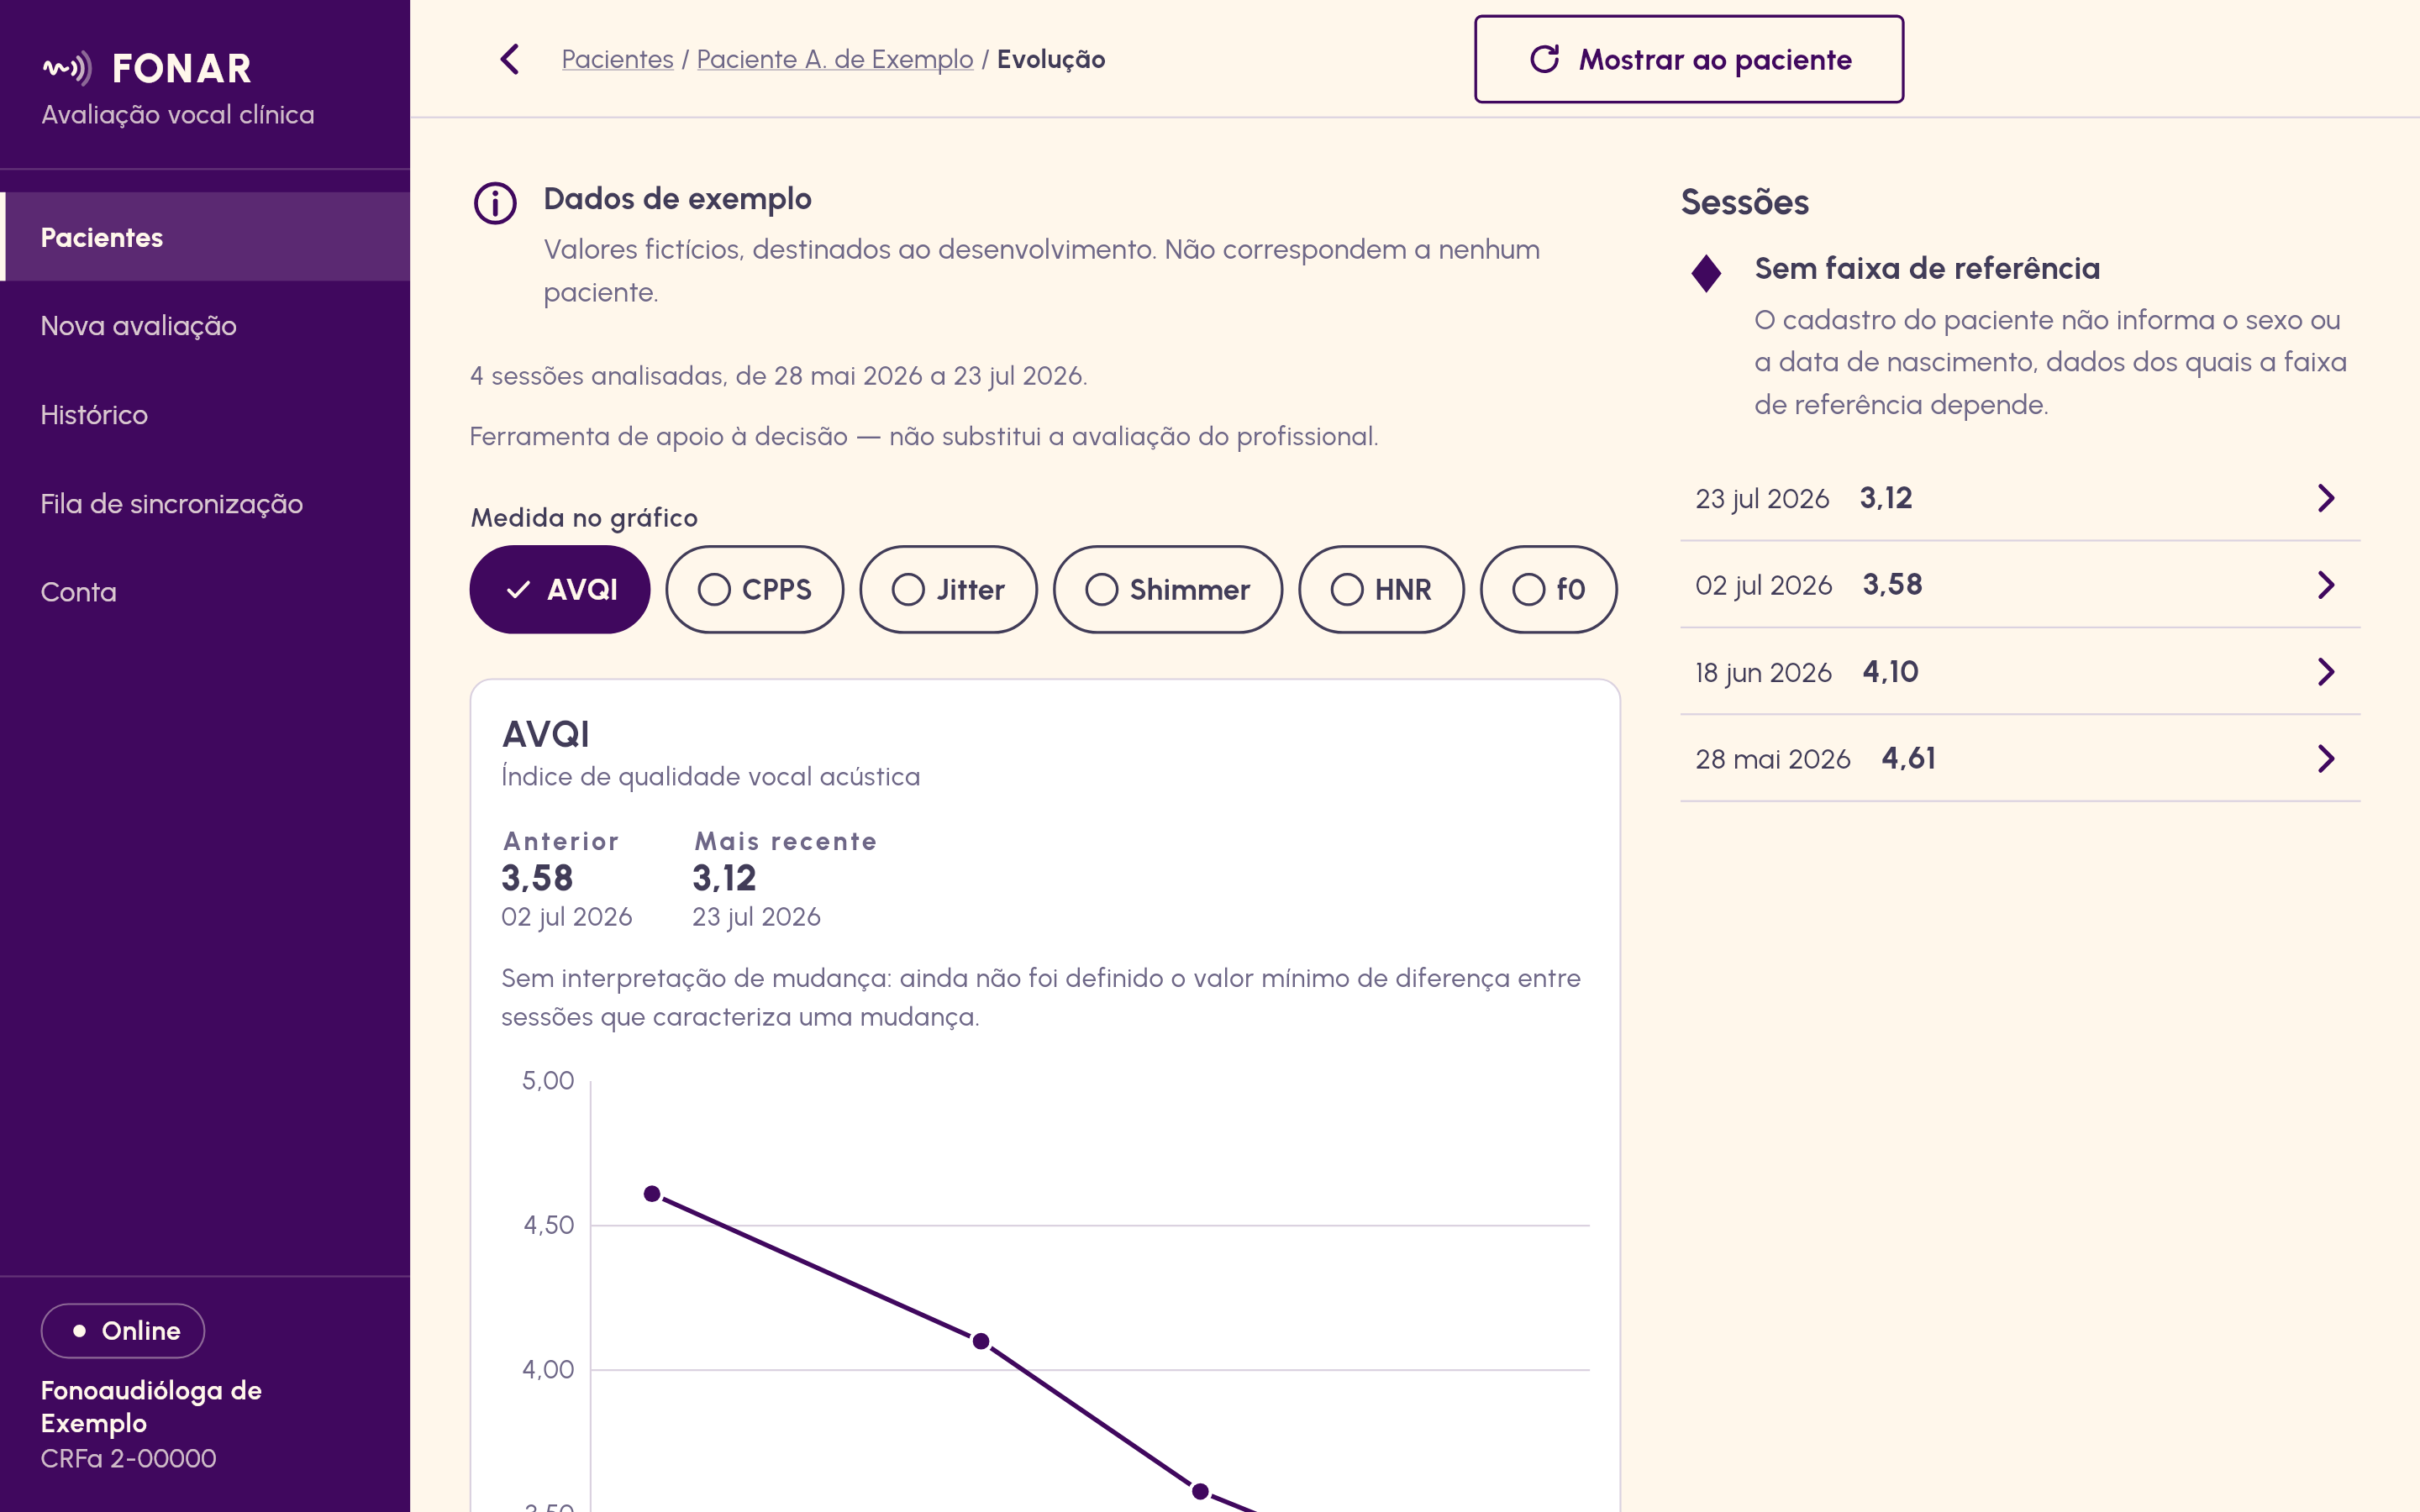 FONAR
Avaliação vocal clínica
Pacientes
Nova avaliação
Histórico
Fila de sincronização
Conta
Online
Fonoaudióloga de
Exemplo
CRFa 2-00000
Pacientes / Paciente A. de Exemplo / Evolução
Mostrar ao paciente
Dados de exemplo
Valores fictícios, destinados ao desenvolvimento. Não correspondem a nenhum
paciente.
4 sessões analisadas, de 28 mai 2026 a 23 jul 2026.
Ferramenta de apoio à decisão — não substitui a avaliação do profissional.
Medida no gráfico
AVQI CPPS Jitter Shimmer HNR f0
AVQI
Índice de qualidade vocal acústica
Anterior Mais recente
3,58 3,12
02 jul 2026 23 jul 2026
Sem interpretação de mudança: ainda não foi definido o valor mínimo de diferença entre
sessões que caracteriza uma mudança.
5,00
4,50
4,00
3,50
Sessões
Sem faixa de referência
O cadastro do paciente não informa o sexo ou
a data de nascimento, dados dos quais a faixa
de referência depende.
23 jul 2026 3,12
02 jul 2026 3,58
18 jun 2026 4,10
28 mai 2026 4,61